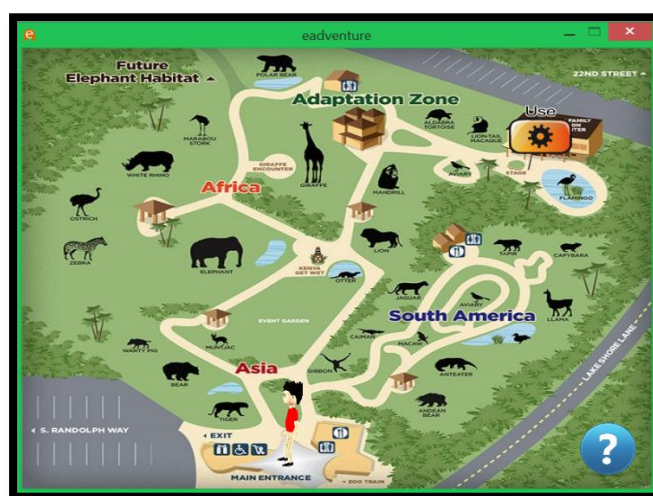 e
eadventure
Future
Elephant Habitat
POLAR BEAR
22ND STREET
Adaptation Zone
Use
FAMILY
MARABOU
STORK
ALDABRA
TORTOISE
LION-TAIL
MACAQUE
WHITE RHINO
GIRAFFE
ENCOUNTER
GIRAFFE
MANDRILL
AVIARY
STAGE
FLAMINGO
Africa
OSTRICH
ZEBRA
ELEPHANT
KENYA
GET WET
LION
OTTER
TAPIR
CAPYBARA
JAGUAR
AVIARY
LLAMA
South America
EVENT GARDEN
WARTY PIG
MUNTJAC
CAIMAN
MACAW
BEAR
Asia
GIBBON
ANTEATER
LAKE SHORE LANE
TIGER
ANDEAN
BEAR
S. RANDOLPH WAY
EXIT
MAIN ENTRANCE
ZOO TRAIN
?